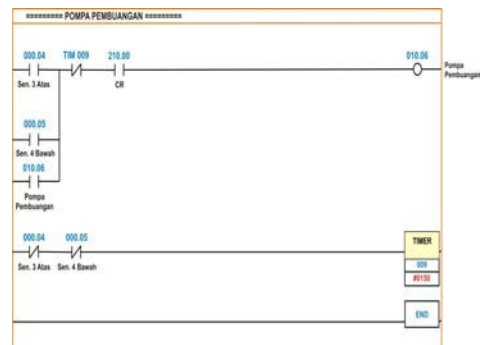 ========= POMPA PEMBUANGAN =========
000.04 TIM 009 210.00 010.06
Sen. 3 Atas CR Pompa Pembuangan
000.05
Sen. 4 Bawah
010.06
Pompa
Pembuangan
000.04 000.05 TIMER
Sen. 3 Atas Sen. 4 Bawah 009
#0150
END